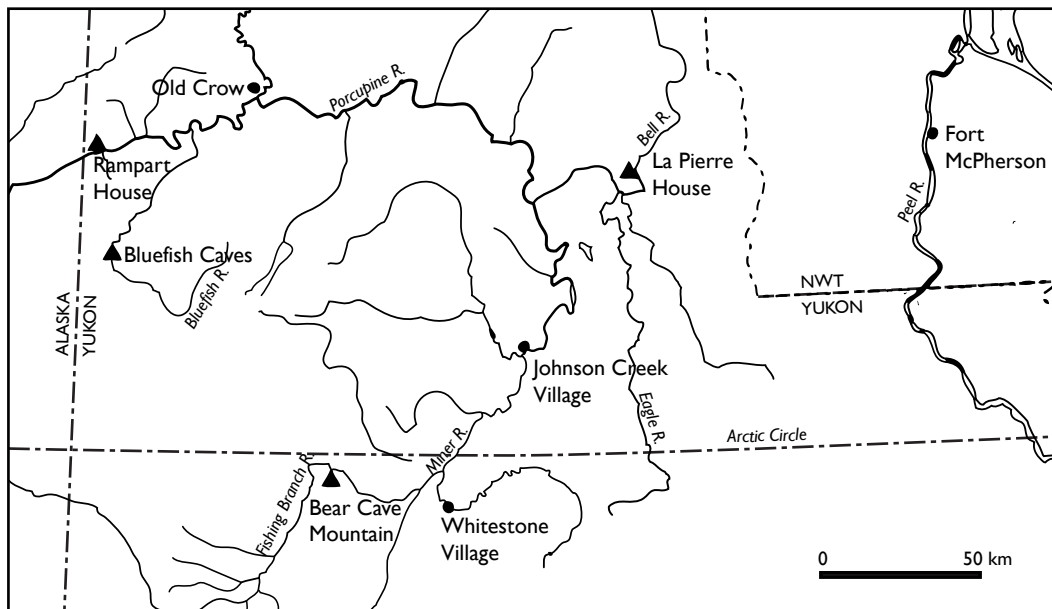 Old Crow
Porcupine R.
Bell R.
Rampart
House
La Pierre
House
Fort
McPherson
Peel R.
Bluefish Caves
Bluefish R.
ALASKA
YUKON
NWT
YUKON
Johnson Creek
Village
Eagle R.
Arctic Circle
Miner R.
Fishing Branch R.
Bear Cave
Mountain
Whitestone
Village
0 50 km